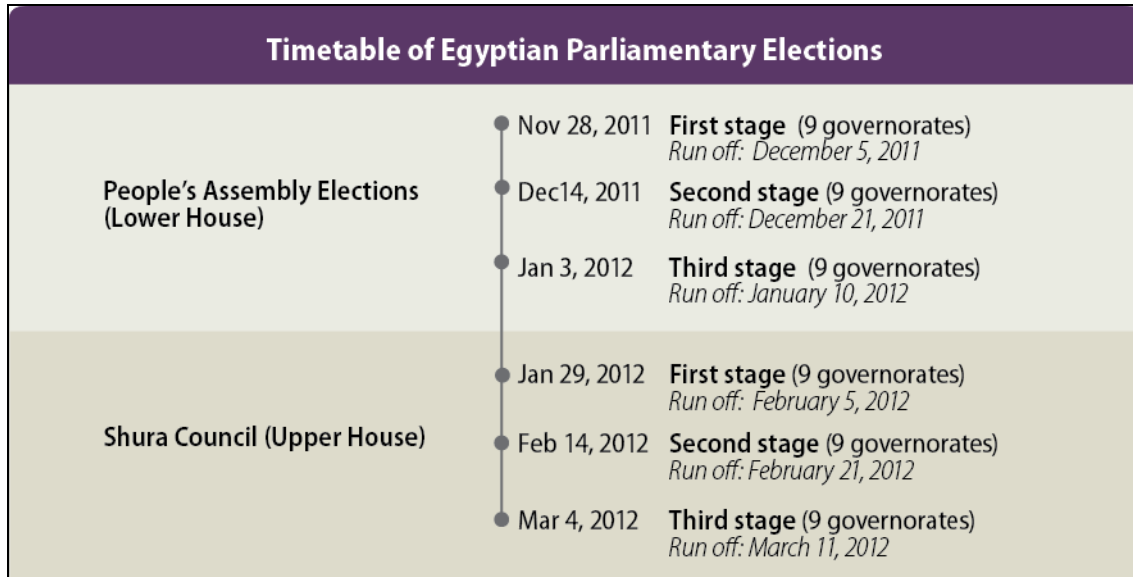 Timetable of Egyptian Parliamentary Elections
People's Assembly Elections
(Lower House)
Nov 28, 2011 First stage (9 governorates)
Run off: December 5, 2011
Dec14, 2011 Second stage (9 governorates)
Run off: December 21, 2011
Jan 3, 2012 Third stage (9 governorates)
Run off: January 10, 2012
Shura Council (Upper House)
Jan 29, 2012 First stage (9 governorates)
Run off: February 5, 2012
Feb 14, 2012 Second stage (9 governorates)
Run off: February 21, 2012
Mar 4, 2012 Third stage (9 governorates)
Run off: March 11, 2012